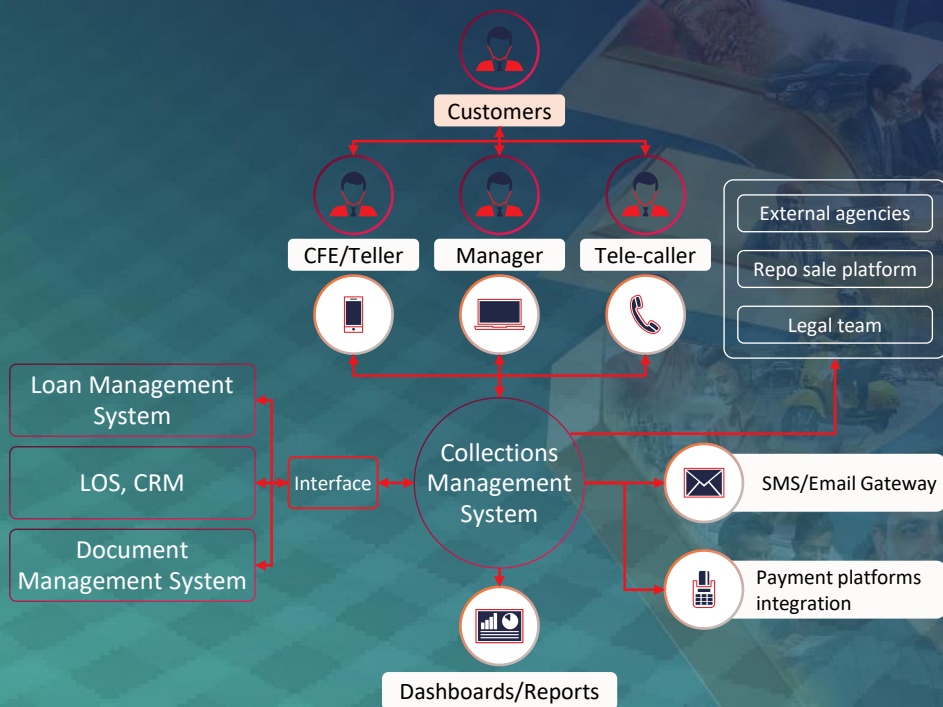 Customers
CFE/Teller
Manager
Tele-caller
External agencies
Repo sale platform
Legal team
Loan Management
System
LOS, CRM
Document
Management System
Interface
Collections
Management
System
SMS/Email Gateway
Payment platforms
integration
Dashboards/Reports